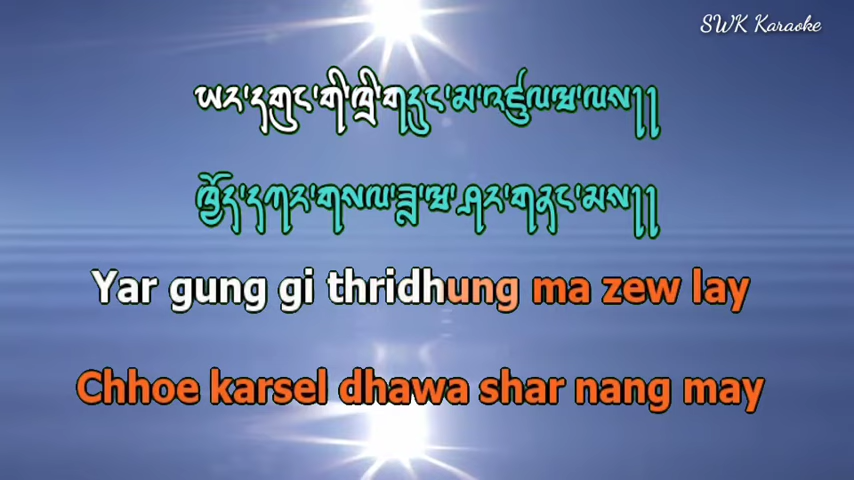 SWK Karaoke
ཡར་དགུང་གི་ཁྲི་གདུང་མ་འཛུལ་ལས།།
ཁྱོད་དཀར་གསལ་ཟླ་ཝ་ཤར་གནང་མས།།
Yar gung gi thridhung ma zew lay
Chhoe karsel dhawa shar nang may